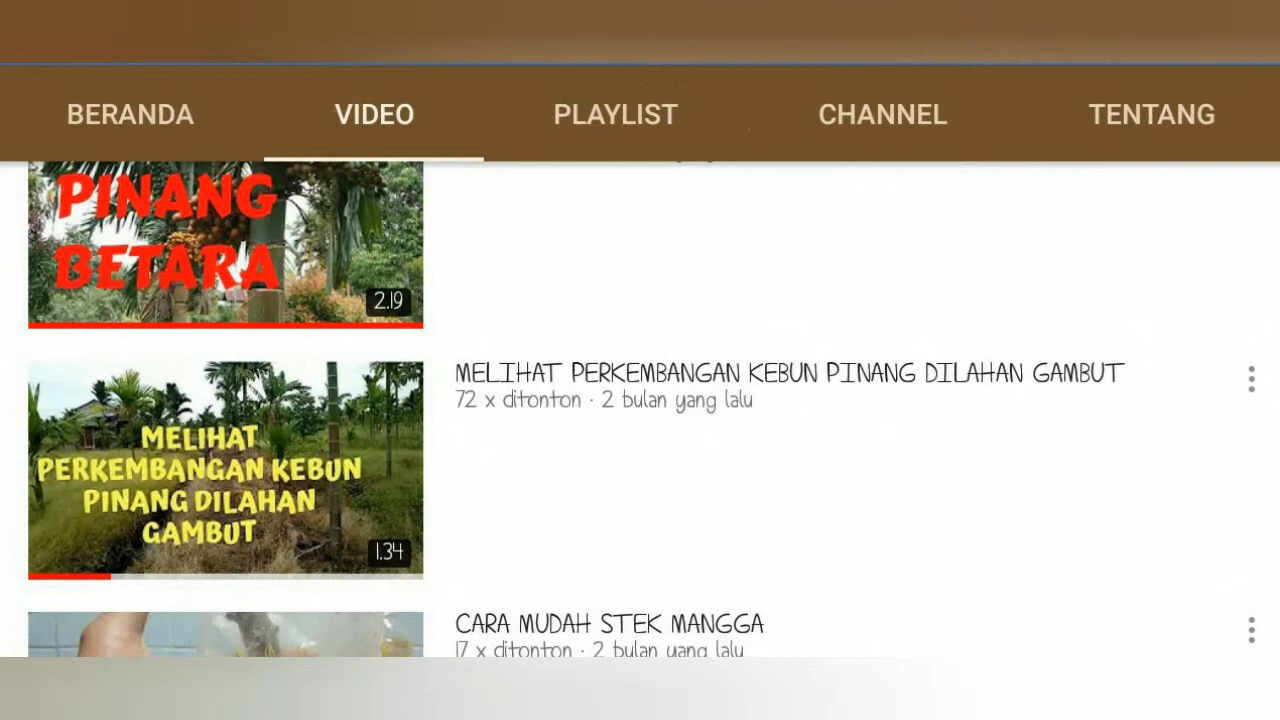 BERANDA VIDEO PLAYLIST CHANNEL TENTANG
PINANG
BETARA
2.19
MELIHAT PERKEMBANGAN KEBUN PINANG DILAHAN GAMBUT
72 x ditonton · 2 bulan yang lalu
MELIHAT
PERKEMBANGAN KEBUN
PINANG DILAHAN
GAMBUT
1.34
CARA MUDAH STEK MANGGA
17 x ditonton · 2 bulan yang lalu